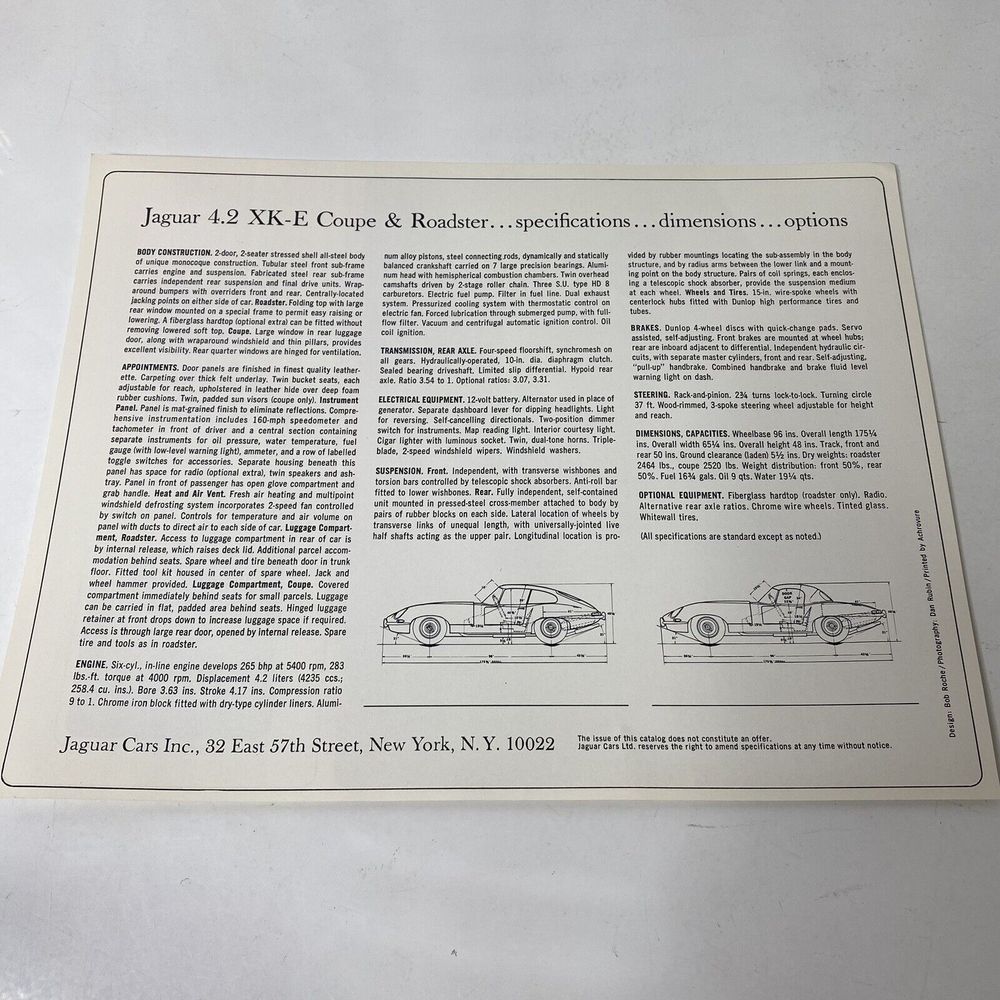 Jaguar 4.2 XK-E Coupe & Roadster...specifications...dimensions...options
BODY CONSTRUCTION. 2-door, 2-seater stressed shell all-steel body
of unique monocoque construction. Tubular steel front sub-frame
carries engine and suspension. Fabricated steel rear sub-frame
carries independent rear suspension and final drive units. Wrap-
around bumpers with overriders front and rear. Centrally-located
jacking points on either side of car. Roadster. Folding top with large
rear window mounted on a special frame to permit easy raising or
lowering. A fiberglass hardtop (optional extra) can be fitted without
removing lowered soft top. Coupe. Large window in rear luggage
door, along with wraparound windshield and thin pillars, provides
excellent visibility. Rear quarter windows are hinged for ventilation.
APPOINTMENTS. Door panels are finished in finest quality leather-
ette. Carpeting over thick felt underlay. Twin bucket seats, each
adjustable for reach, upholstered in leather hide over deep foam
rubber cushions. Twin, padded sun visors (coupe only). Instrument
Panel. Panel is mat-grained finish to eliminate reflections. Compre-
hensive instrumentation includes 160-mph speedometer and
tachometer in front of driver and a central section containing
separate instruments for oil pressure, water temperature, fuel
gauge (with low-level warning light), ammeter, and a row of labelled
toggle switches for accessories. Separate housing beneath this
panel has space for radio (optional extra), twin speakers and ash-
tray. Panel in front of passenger has open glove compartment and
grab handle. Heat and Air Vent. Fresh air heating and multipoint
windshield defrosting system incorporates 2-speed fan controlled
by switch on panel. Controls for temperature and air volume on
panel with ducts to direct air to each side of car. Luggage Compart-
ment, Roadster. Access to luggage compartment in rear of car is
by internal release, which raises deck lid. Additional parcel accom-
modation behind seats. Spare wheel and tire beneath door in trunk
floor. Fitted tool kit housed in center of spare wheel. Jack and
wheel hammer provided. Luggage Compartment, Coupe. Covered
compartment immediately behind seats for small parcels. Luggage
can be carried in flat, padded area behind seats. Hinged luggage
retainer at front drops down to increase luggage space if required.
Access is through large rear door, opened by internal release. Spare
tire and tools as in roadster.
ENGINE. Six-cyl., in-line engine develops 265 bhp at 5400 rpm, 283
lbs.-ft. torque at 4000 rpm. Displacement 4.2 liters (4235 ccs.;
258.4 cu. ins.). Bore 3.63 ins. Stroke 4.17 ins. Compression ratio
9 to 1. Chrome iron block fitted with dry-type cylinder liners. Alumi-
num alloy pistons, steel connecting rods, dynamically and statically
balanced crankshaft carried on 7 large precision bearings. Alumi-
num head with hemispherical combustion chambers. Twin overhead
camshafts driven by 2-stage roller chain. Three S.U. type HD 8
carburetors. Electric fuel pump. Filter in fuel line. Dual exhaust
system. Pressurized cooling system with thermostatic control on
electric fan. Forced lubrication through submerged pump, with full-
flow filter. Vacuum and centrifugal automatic ignition control. Oil
coil ignition.
TRANSMISSION, REAR AXLE. Four-speed floorshift, synchromesh on
all gears. Hydraulically-operated, 10-in. dia. diaphragm clutch.
Sealed bearing driveshaft. Limited slip differential. Hypoid rear
axle. Ratio 3.54 to 1. Optional ratios: 3.07, 3.31.
ELECTRICAL EQUIPMENT. 12-volt battery. Alternator used in place of
generator. Separate dashboard lever for dipping headlights. Light
for reversing. Self-cancelling directionals. Two-position dimmer
switch for instruments. Map reading light. Interior courtesy light.
Cigar lighter with luminous socket. Twin, dual-tone horns. Triple-
blade, 2-speed windshield wipers. Windshield washers.
SUSPENSION. Front. Independent, with transverse wishbones and
torsion bars controlled by telescopic shock absorbers. Anti-roll bar
fitted to lower wishbones. Rear. Fully independent, self-contained
unit mounted in pressed-steel cross-member attached to body by
pairs of rubber blocks on each side. Lateral location of wheels by
transverse links of unequal length, with universally-jointed live
half shafts acting as the upper pair. Longitudinal location is pro-
vided by rubber mountings locating the sub-assembly in the body
structure, and by radius arms between the lower link and a mount-
ing point on the body structure. Pairs of coil springs, each enclos-
ing a telescopic shock absorber, provide the suspension medium
at each wheel. Wheels and Tires. 15-in. wire-spoke wheels with
centerlock hubs fitted with Dunlop high performance tires and
tubes.
BRAKES. Dunlop 4-wheel discs with quick-change pads. Servo
assisted, self-adjusting. Front brakes are mounted at wheel hubs;
rear are inboard adjacent to differential. Independent hydraulic cir-
cuits, with separate master cylinders, front and rear. Self-adjusting,
"pull-up" handbrake. Combined handbrake and brake fluid level
warning light on dash.
STEERING. Rack-and-pinion. 2¾ turns lock-to-lock. Turning circle
37 ft. Wood-rimmed, 3-spoke steering wheel adjustable for height
and reach.
DIMENSIONS, CAPACITIES. Wheelbase 96 ins. Overall length 175¼
ins. Overall width 65¼ ins. Overall height 48 ins. Track, front and
rear 50 ins. Ground clearance (laden) 5½ ins. Dry weights: roadster
2464 lbs., coupe 2520 lbs. Weight distribution: front 50%, rear
50%. Fuel 16¾ gals. Oil 9 qts. Water 19¼ qts.
OPTIONAL EQUIPMENT. Fiberglass hardtop (roadster only). Radio.
Alternative rear axle ratios. Chrome wire wheels. Tinted glass.
Whitewall tires.
(All specifications are standard except as noted.)
Design: Bob Roche/Photography: Dan Rubin/Printed by Achrovure
Jaguar Cars Inc., 32 East 57th Street, New York, N.Y. 10022
The issue of this catalog does not constitute an offer.
Jaguar Cars Ltd. reserves the right to amend specifications at any time without notice.